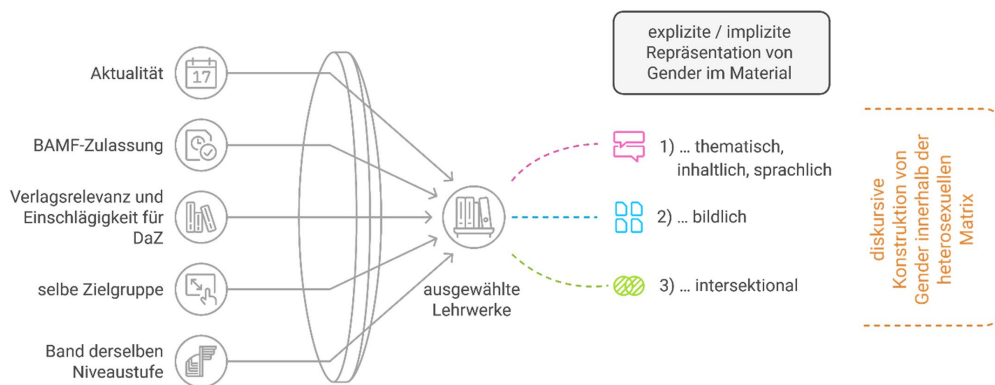 Aktualität
17
BAMF-Zulassung
Verlagsrelevanz und
Einschlägigkeit für
DaZ
selbe Zielgruppe
Band derselben
Niveaustufe
ausgewählte
Lehrwerke
explizite / implizite
Repräsentation von
Gender im Material
1) ... thematisch,
inhaltlich, sprachlich
2) ... bildlich
3) ... intersektional
diskursive
Konstruktion von
Gender innerhalb der
heterosexuellen
Matrix